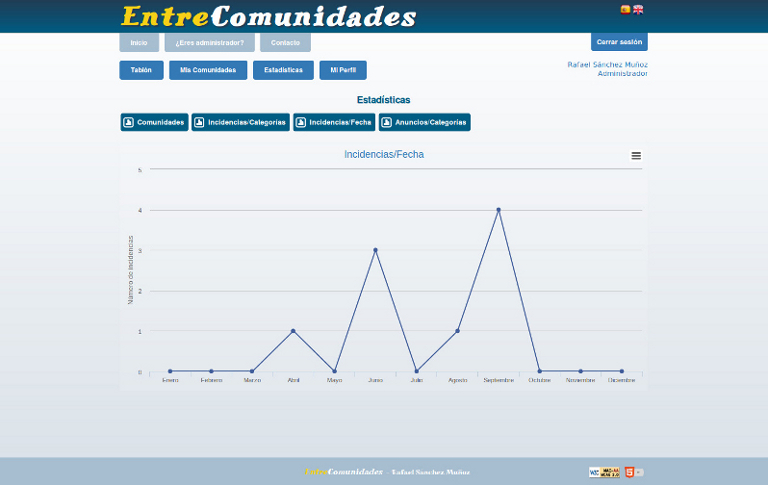 EntreComunidades
Inicio
¿Eres administrador?
Contacto
Cerrar sesión
Tablón
Mis Comunidades
Estadísticas
Mi Perfil
Rafael Sánchez Muñoz
Administrador
Estadísticas
Comunidades
Incidencias/Categorías
Incidencias/Fecha
Anuncios/Categorías
Incidencias/Fecha
Número de incidencias
5
4
3
2
1
0
Enero Febrero Marzo Abril Mayo Junio Julio Agosto Septiembre Octubre Noviembre Diciembre
EntreComunidades - Rafael Sánchez Muñoz